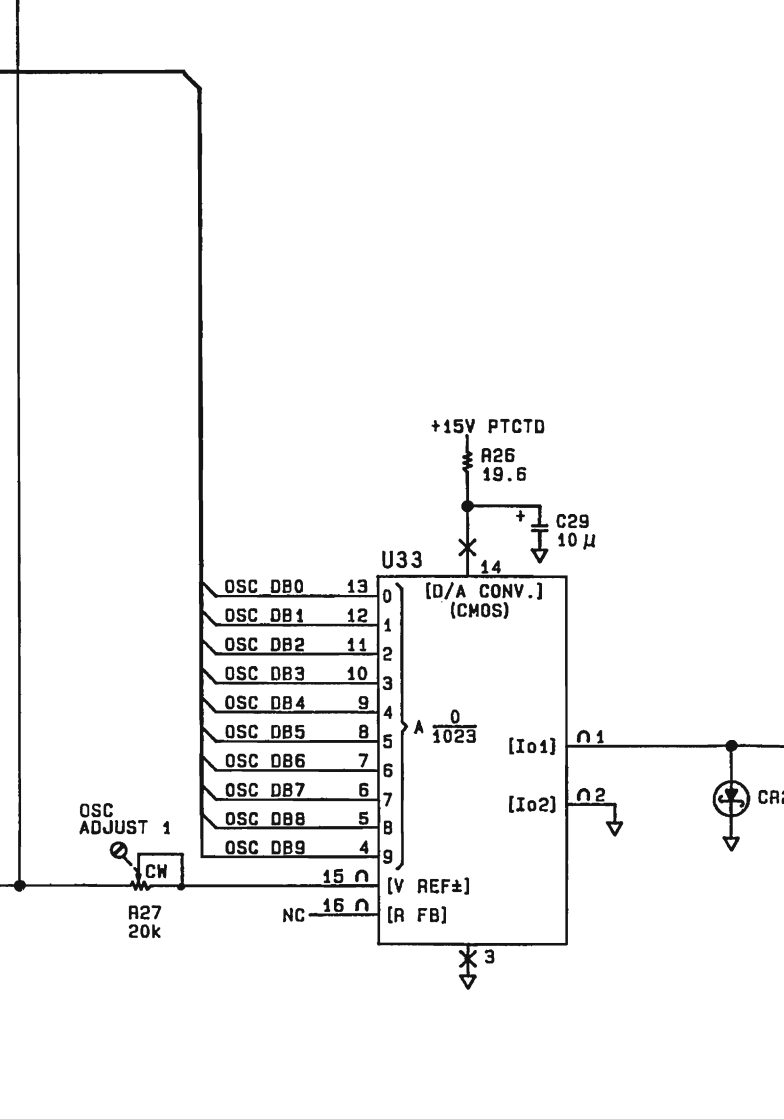 +15V PTCTD
R26
19.6
+
C29
10 µ
U33
14
[D/A CONV.]
(CMOS)
OSC DB0 13 0
OSC DB1 12 1
OSC DB2 11 2
OSC DB3 10 3
OSC DB4 9 4
OSC DB5 8 5
OSC DB6 7 6
OSC DB7 6 7
OSC DB8 5 8
OSC DB9 4 9
A 0
1023
[Io1] ∩ 1
[Io2] ∩ 2
OSC
ADJUST 1
CW
R27
20k
15 ∩ [V REF±]
NC 16 ∩ [R FB]
3